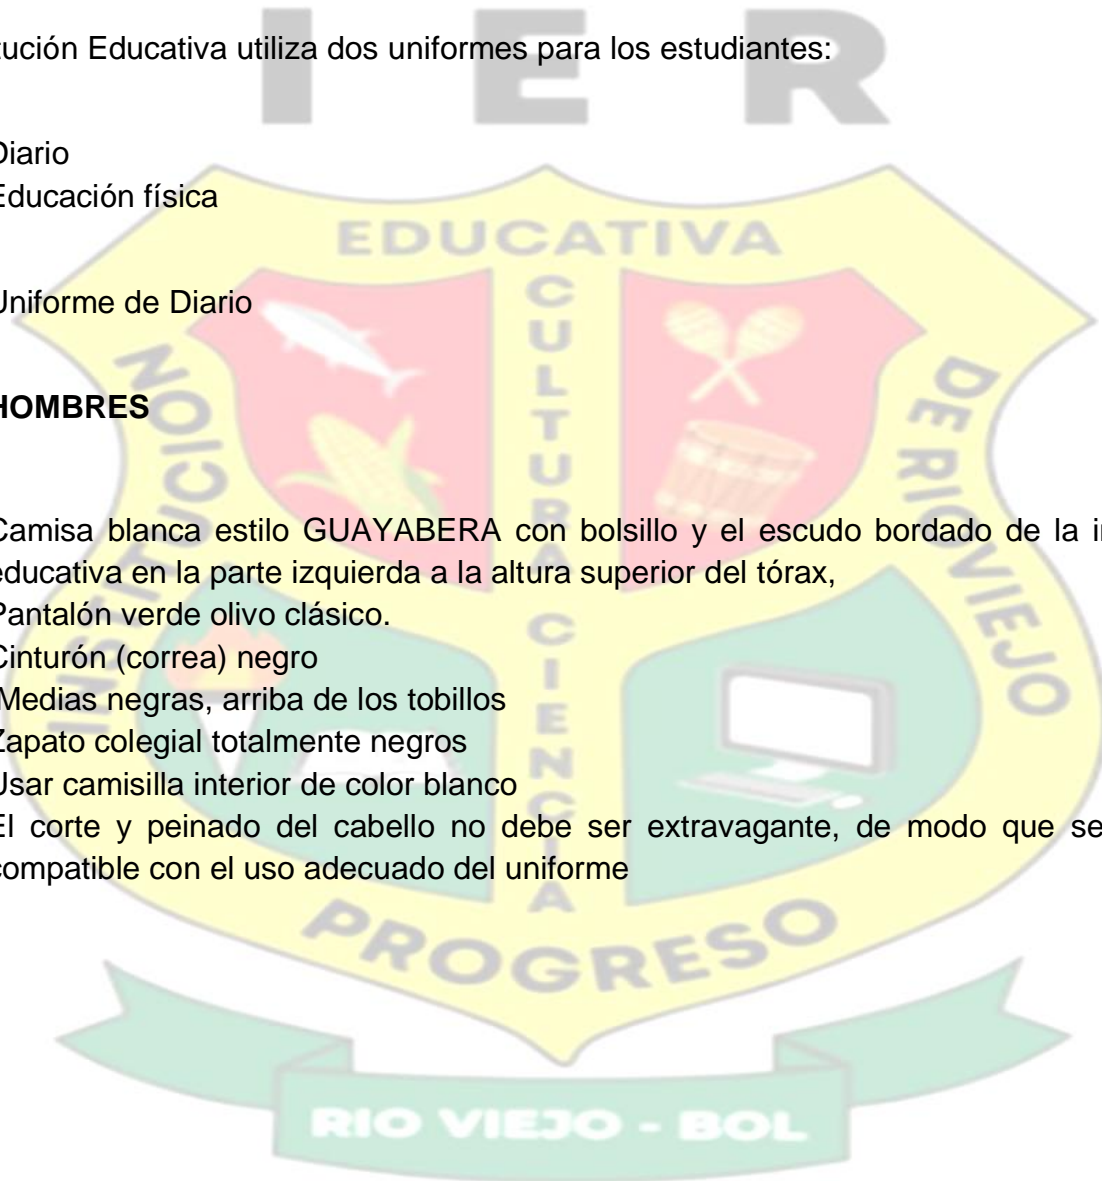 I E R
tución Educativa utiliza dos uniformes para los estudiantes:
Diario
Educación física
Uniforme de Diario
HOMBRES
Camisa blanca estilo GUAYABERA con bolsillo y el escudo bordado de la in
educativa en la parte izquierda a la altura superior del tórax,
Pantalón verde olivo clásico.
Cinturón (correa) negro
Medias negras, arriba de los tobillos
Zapato colegial totalmente negros
Usar camisilla interior de color blanco
El corte y peinado del cabello no debe ser extravagante, de modo que se
compatible con el uso adecuado del uniforme
INSTITUCIÓN
EDUCATIVA
DE RIOVIEJO
CULTURA CIENCIA
PROGRESO
RIO VIEJO - BOL